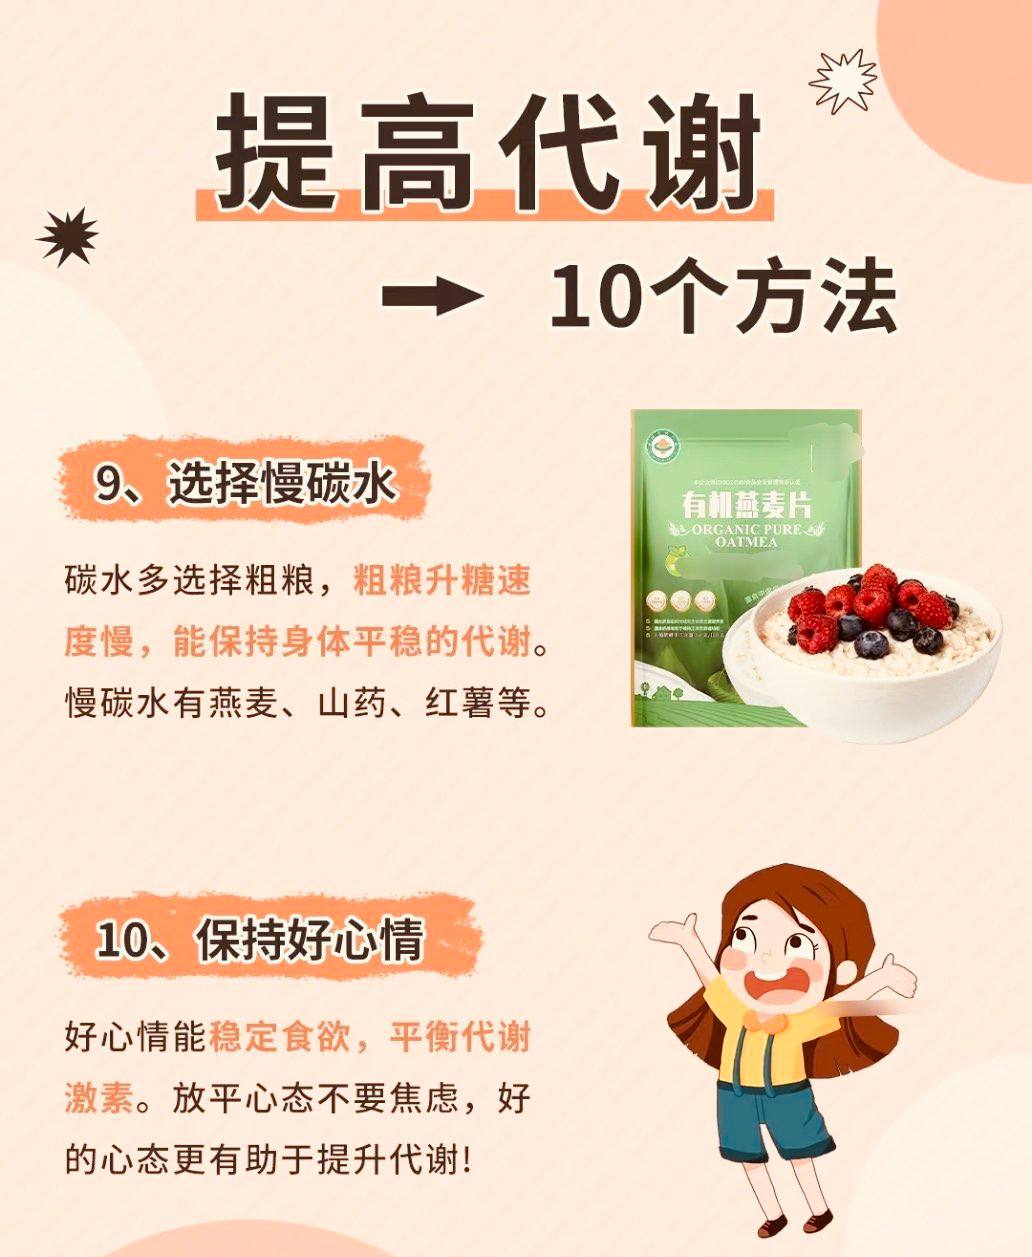 提高代谢
10个方法
9、选择慢碳水
碳水多选择粗粮，粗粮升糖速
度慢，能保持身体平稳的代谢。
慢碳水有燕麦、山药、红薯等。
有机燕麦片
ORGANIC PURE
OATMEA
10、保持好心情
好心情能稳定食欲，平衡代谢
激素。放平心态不要焦虑，好
的心态更有助于提升代谢!